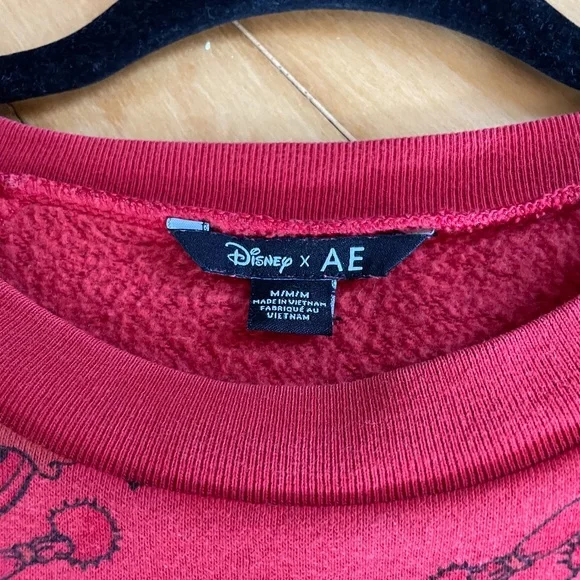 Disney x AE
M/M/M
MADE IN VIETNAM
FABRIQUÉ AU
VIETNAM